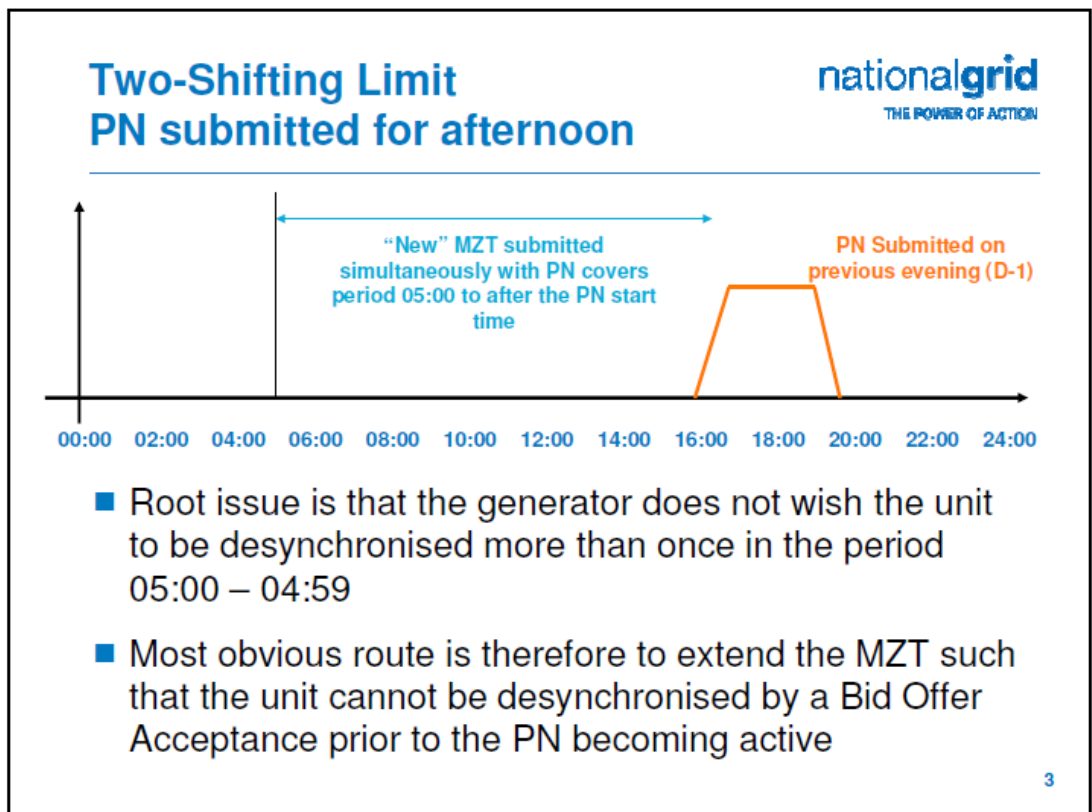 Two-Shifting Limit
PN submitted for afternoon
nationalgrid
THE POWER OF ACTION
“New” MZT submitted
simultaneously with PN covers
period 05:00 to after the PN start
time
PN Submitted on
previous evening (D-1)
00:00 02:00 04:00 06:00 08:00 10:00 12:00 14:00 16:00 18:00 20:00 22:00 24:00
■ Root issue is that the generator does not wish the unit
to be desynchronised more than once in the period
05:00 – 04:59
■ Most obvious route is therefore to extend the MZT such
that the unit cannot be desynchronised by a Bid Offer
Acceptance prior to the PN becoming active
3